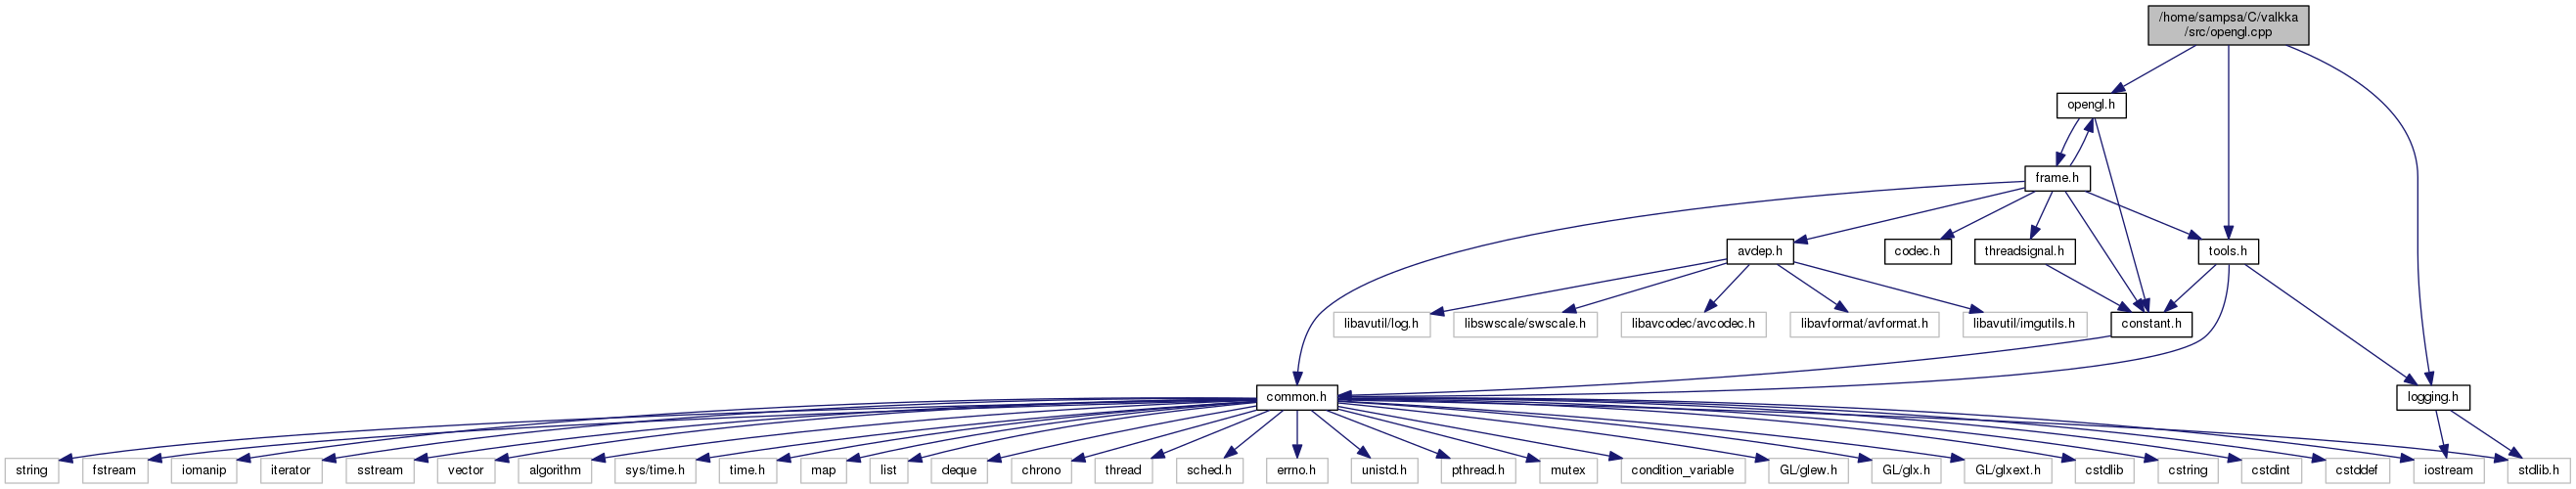 /home/sampsa/C/valkka
/src/opengl.cpp
opengl.h
frame.h
avdep.h
codec.h
threadsignal.h
tools.h
libavutil/log.h
libswscale/swscale.h
libavcodec/avcodec.h
libavformat/avformat.h
libavutil/imgutils.h
constant.h
common.h
logging.h
string
fstream
iomanip
iterator
sstream
vector
algorithm
sys/time.h
time.h
map
list
deque
chrono
thread
sched.h
errno.h
unistd.h
pthread.h
mutex
condition_variable
GL/glew.h
GL/glx.h
GL/glxext.h
cstdlib
cstring
cstdint
cstddef
iostream
stdlib.h